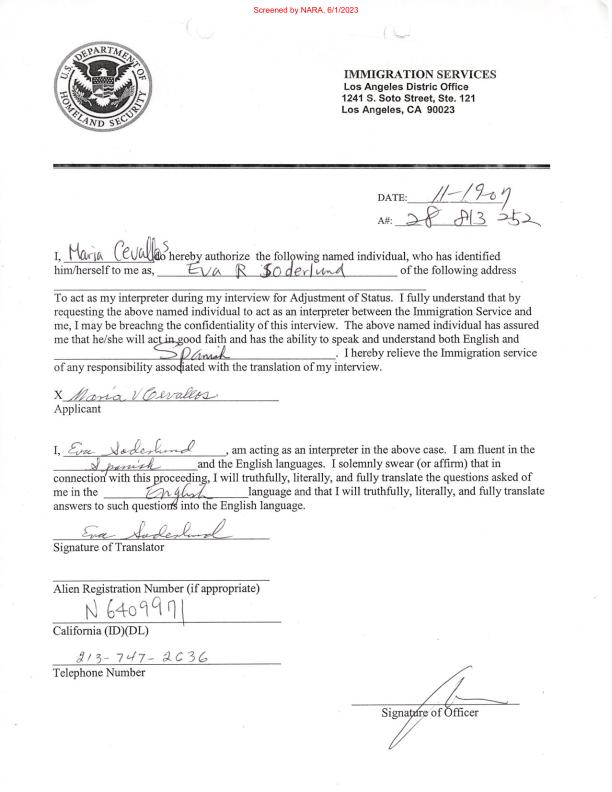 Screened by NARA, 6/1/2023
U.S. DEPARTMENT OF HOMELAND SECURITY
IMMIGRATION SERVICES
Los Angeles Distric Office
1241 S. Soto Street, Ste. 121
Los Angeles, CA 90023
DATE: 11-19-07
A#: 28 813 252
I, Maria Cevallos do hereby authorize the following named individual, who has identified
him/herself to me as, Eva R Soderlund of the following address
To act as my interpreter during my interview for Adjustment of Status. I fully understand that by
requesting the above named individual to act as an interpreter between the Immigration Service and
me, I may be breachng the confidentiality of this interview. The above named individual has assured
me that he/she will act in good faith and has the ability to speak and understand both English and
Spanish. I hereby relieve the Immigration service
of any responsibility associated with the translation of my interview.
X Maria V Cevallos
Applicant
I, Eva Soderlund, am acting as an interpreter in the above case. I am fluent in the
Spanish and the English languages. I solemnly swear (or affirm) that in
connection with this proceeding, I will truthfully, literally, and fully translate the questions asked of
me in the English language and that I will truthfully, literally, and fully translate
answers to such questions into the English language.
Eva Soderlund
Signature of Translator
Alien Registration Number (if appropriate)
N6409971
California (ID)(DL)
213-747-2636
Telephone Number
Signature of Officer